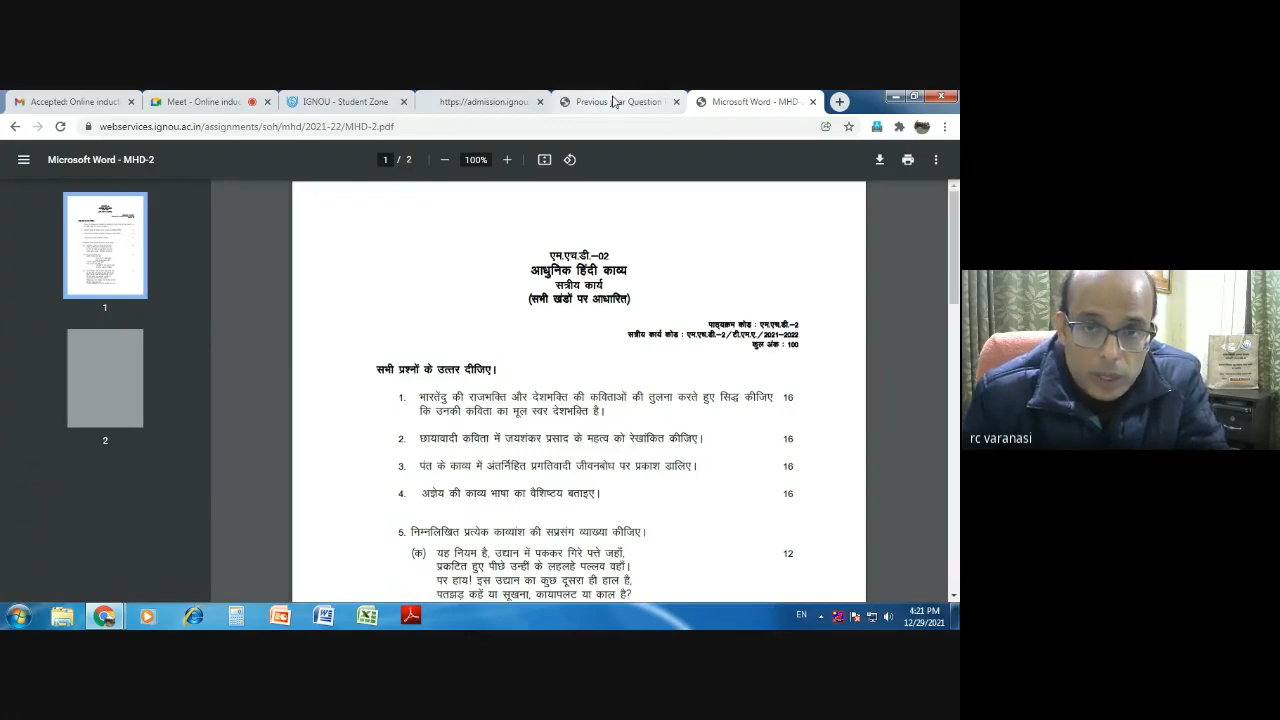 Accepted: Online induct
Meet - Online induc
IGNOU - Student Zone
https://admission.ignou.
Previous year Question
Microsoft Word - MHD-
webservices.ignou.ac.in/assignments/soh/mhd/2021-22/MHD-2.pdf
Microsoft Word - MHD-2
1 / 2
100%
1
2
एम.एच.डी.–02
आधुनिक हिंदी काव्य
सत्रीय कार्य
(सभी खंडों पर आधारित)
पाठ्यक्रम कोड : एम.एच.डी.–2
सत्रीय कार्य कोड : एम.एच.डी.–2/टी.एम.ए./2021–2022
कुल अंक : 100
सभी प्रश्नों के उत्तर दीजिए।
1. भारतेंदु की राजभक्ति और देशभक्ति की कविताओं की तुलना करते हुए सिद्ध कीजिए 16
कि उनकी कविता का मूल स्वर देशभक्ति है।
2. छायावादी कविता में जयशंकर प्रसाद के महत्व को रेखांकित कीजिए। 16
3. पंत के काव्य में अंतर्निहित प्रगतिवादी जीवनबोध पर प्रकाश डालिए। 16
4. अज्ञेय की काव्य भाषा का वैशिष्टय बताइए। 16
5. निम्नलिखित प्रत्येक काव्यांश की सप्रसंग व्याख्या कीजिए।
(क) यह नियम है, उद्यान में पककर गिरे पत्ते जहाँ, 12
प्रकटित हुए पीछे उन्हीं के लहलहे पल्लव वहाँ।
पर हाय! इस उद्यान का कुछ दूसरा ही हाल है,
पतझड़ कहें या सूखना, कायापलट या काल है?
rc varanasi
EN
4:21 PM
12/29/2021